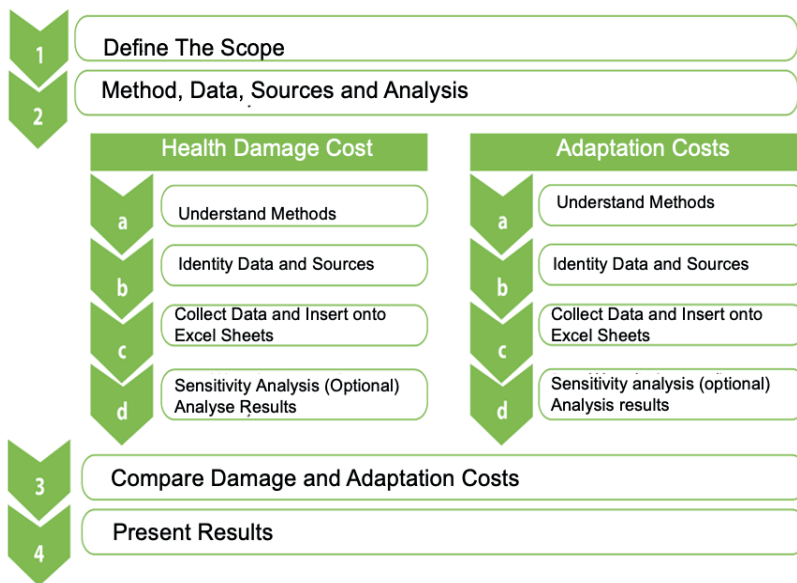 1
Define The Scope
2
Method, Data, Sources and Analysis
Health Damage Cost
a
Understand Methods
b
Identity Data and Sources
c
Collect Data and Insert onto
Excel Sheets
d
Sensitivity Analysis (Optional)
Analyse Results
Adaptation Costs
a
Understand Methods
b
Identity Data and Sources
c
Collect Data and Insert onto
Excel Sheets
d
Sensitivity analysis (optional)
Analysis results
3
Compare Damage and Adaptation Costs
4
Present Results